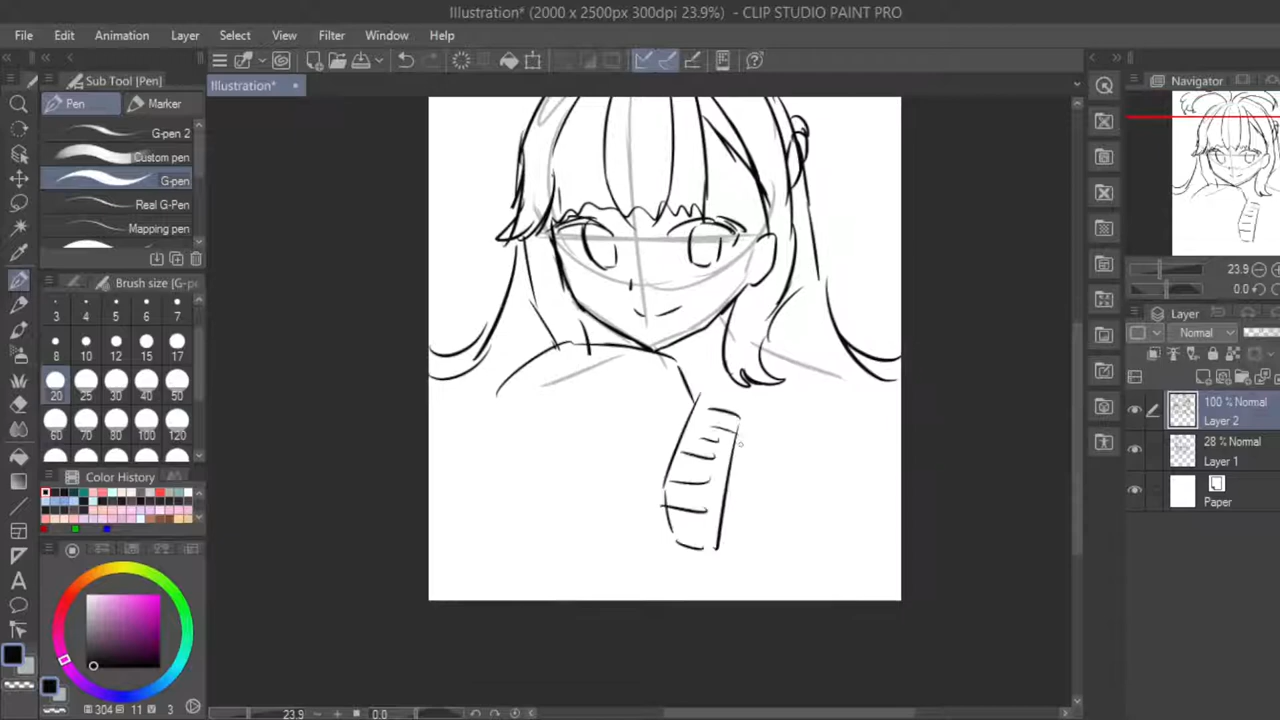 Illustration* (2000 x 2500px 300dpi 23.9%) - CLIP STUDIO PAINT PRO
File Edit Animation Layer Select View Filter Window Help
Sub Tool [Pen]
Illustration*
Navigator
Pen Marker
G-pen 2
Custom pen
G-pen
Real G-Pen
Mapping pen
Brush size [G-pe
3 4 5 6 7
8 10 12 15 17
20 25 30 40 50
60 70 80 100 120
Color History
304 11 3
23.9
0.0
Layer
Normal
100 % Normal
Layer 2
28 % Normal
Layer 1
Paper
23.9 0.0